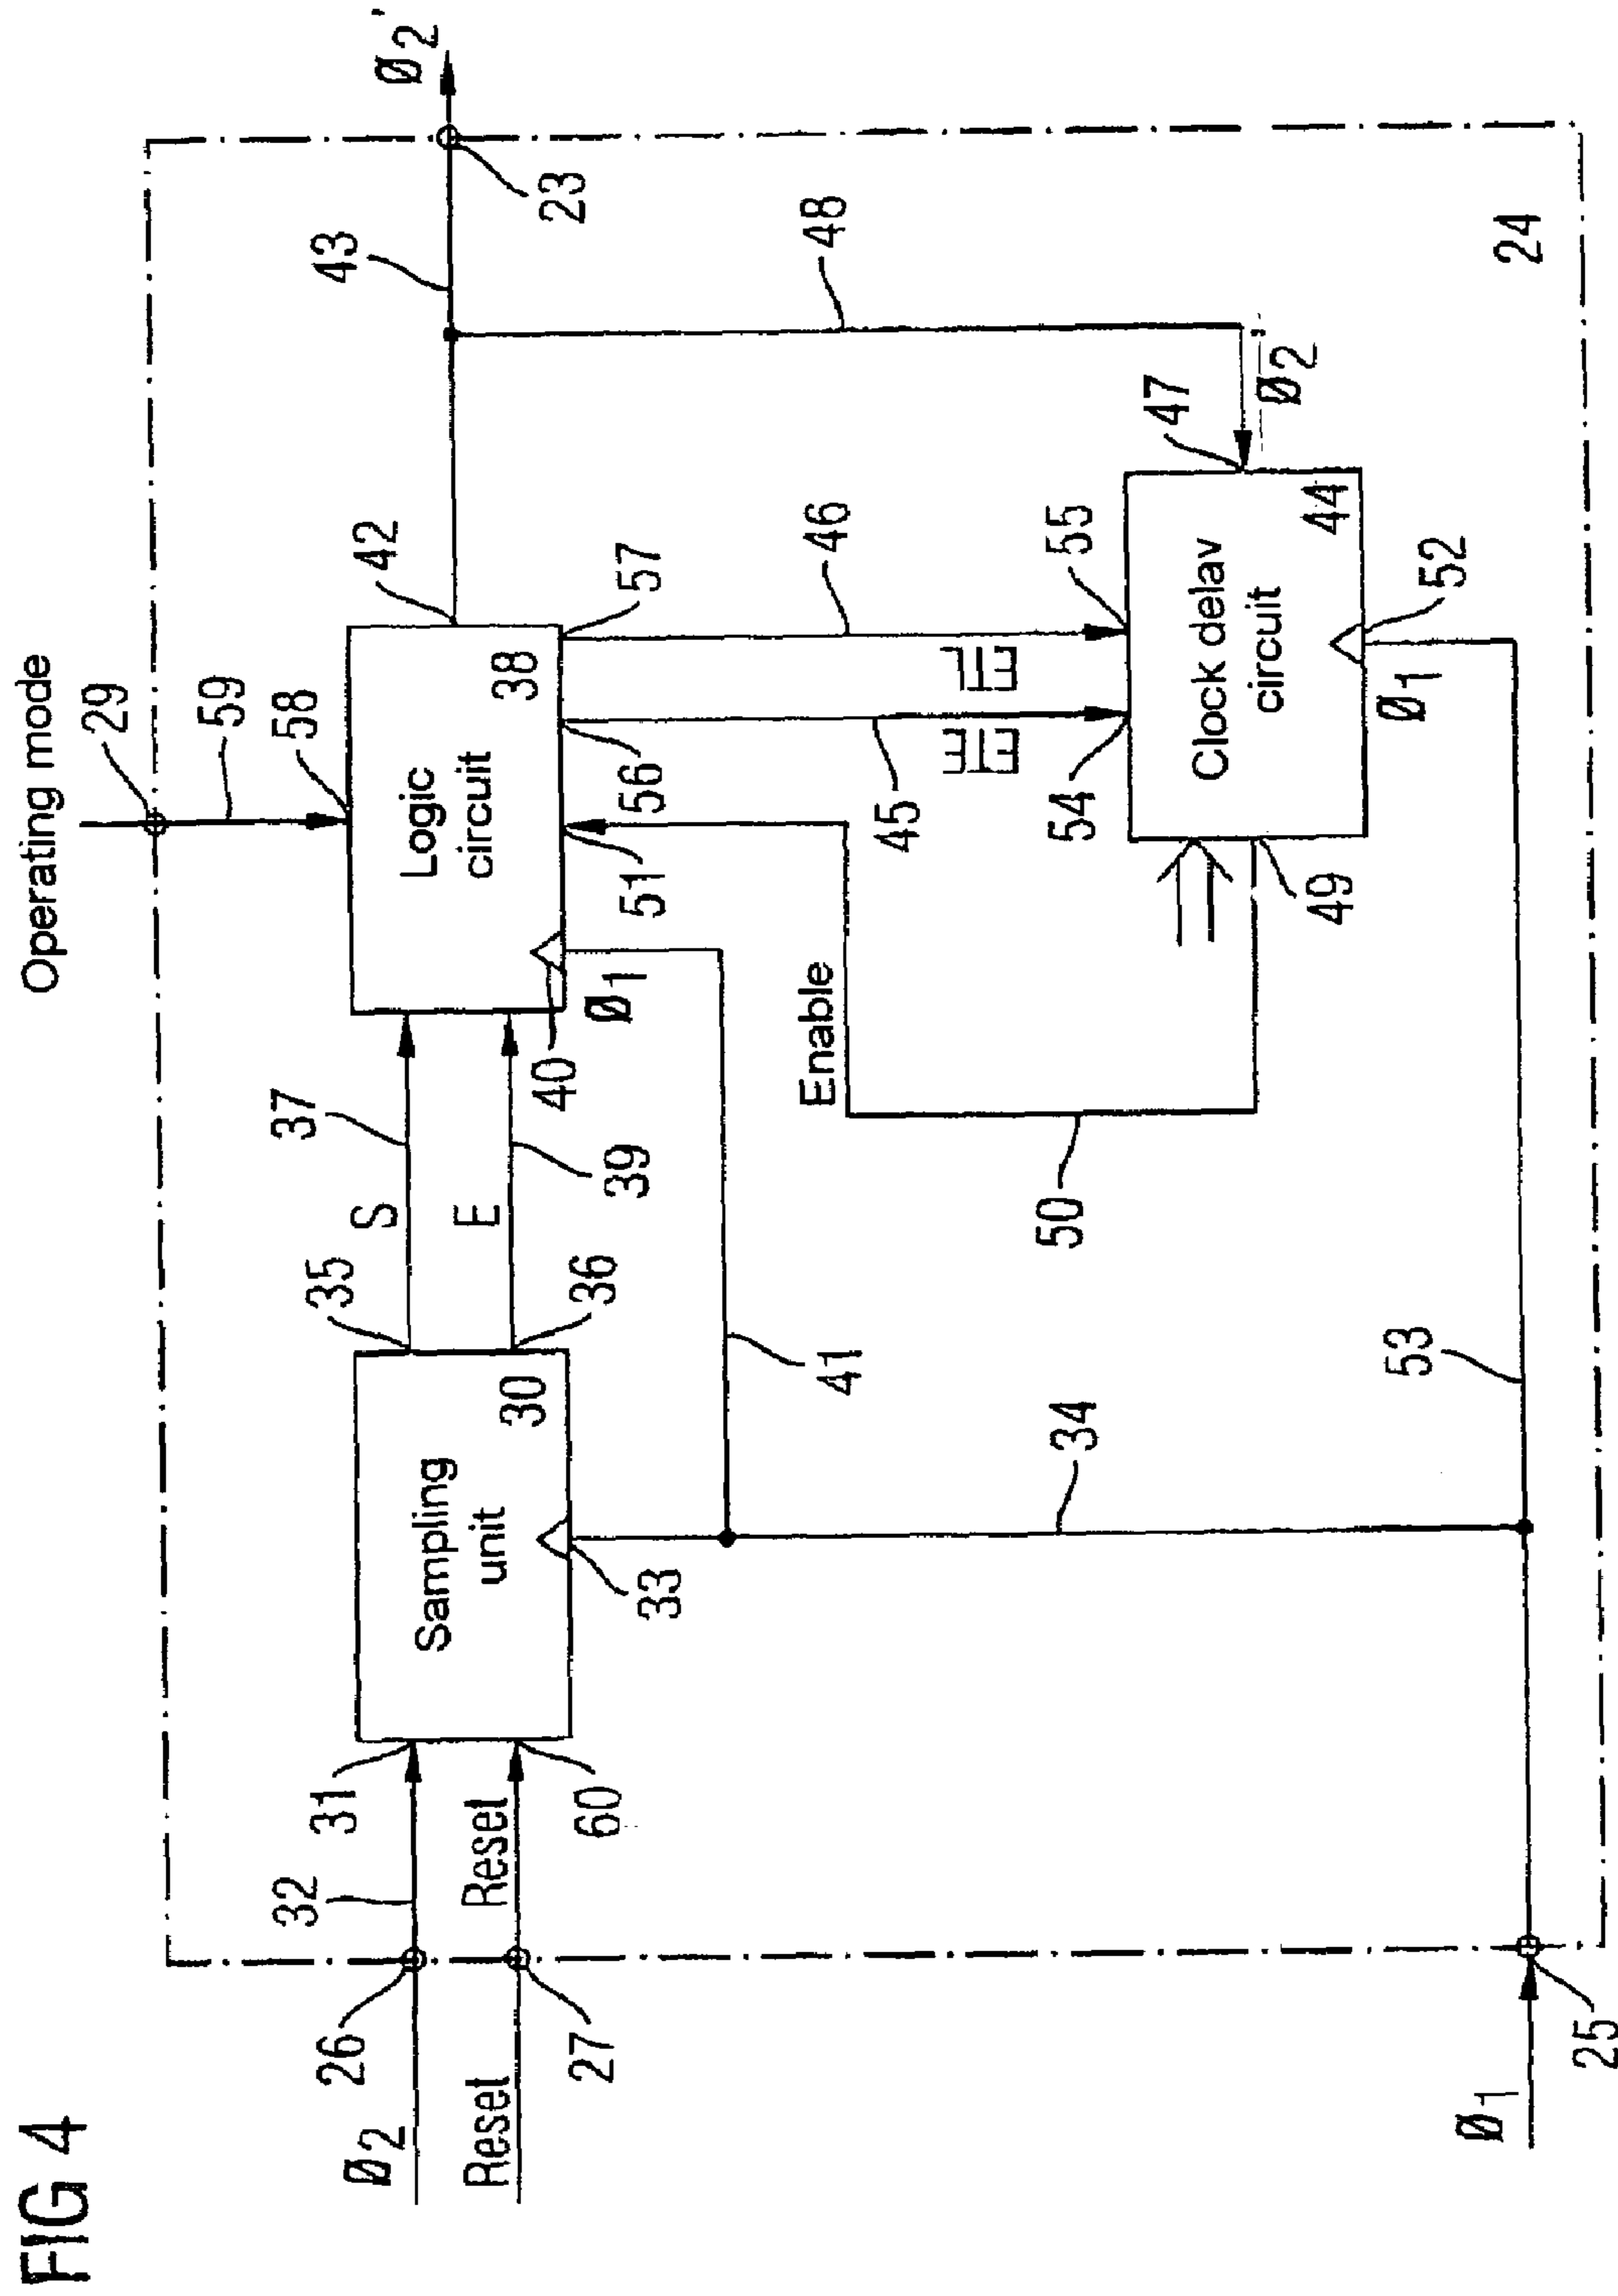 FIG 4
Operating mode
29
59
58
Ø2'
43
23
42
Ø2
26
32
31
35
S
37
Sampling
unit
30
Logic
circuit
38
Reset
27
Reset
60
36
E
39
40
Ø1
33
51
56
57
41
34
Enable
50
45
ETE
46
ETL
48
54
55
47
Ø2
49
Clock delav
circuit
44
Ø1
52
53
24
Ø1
25